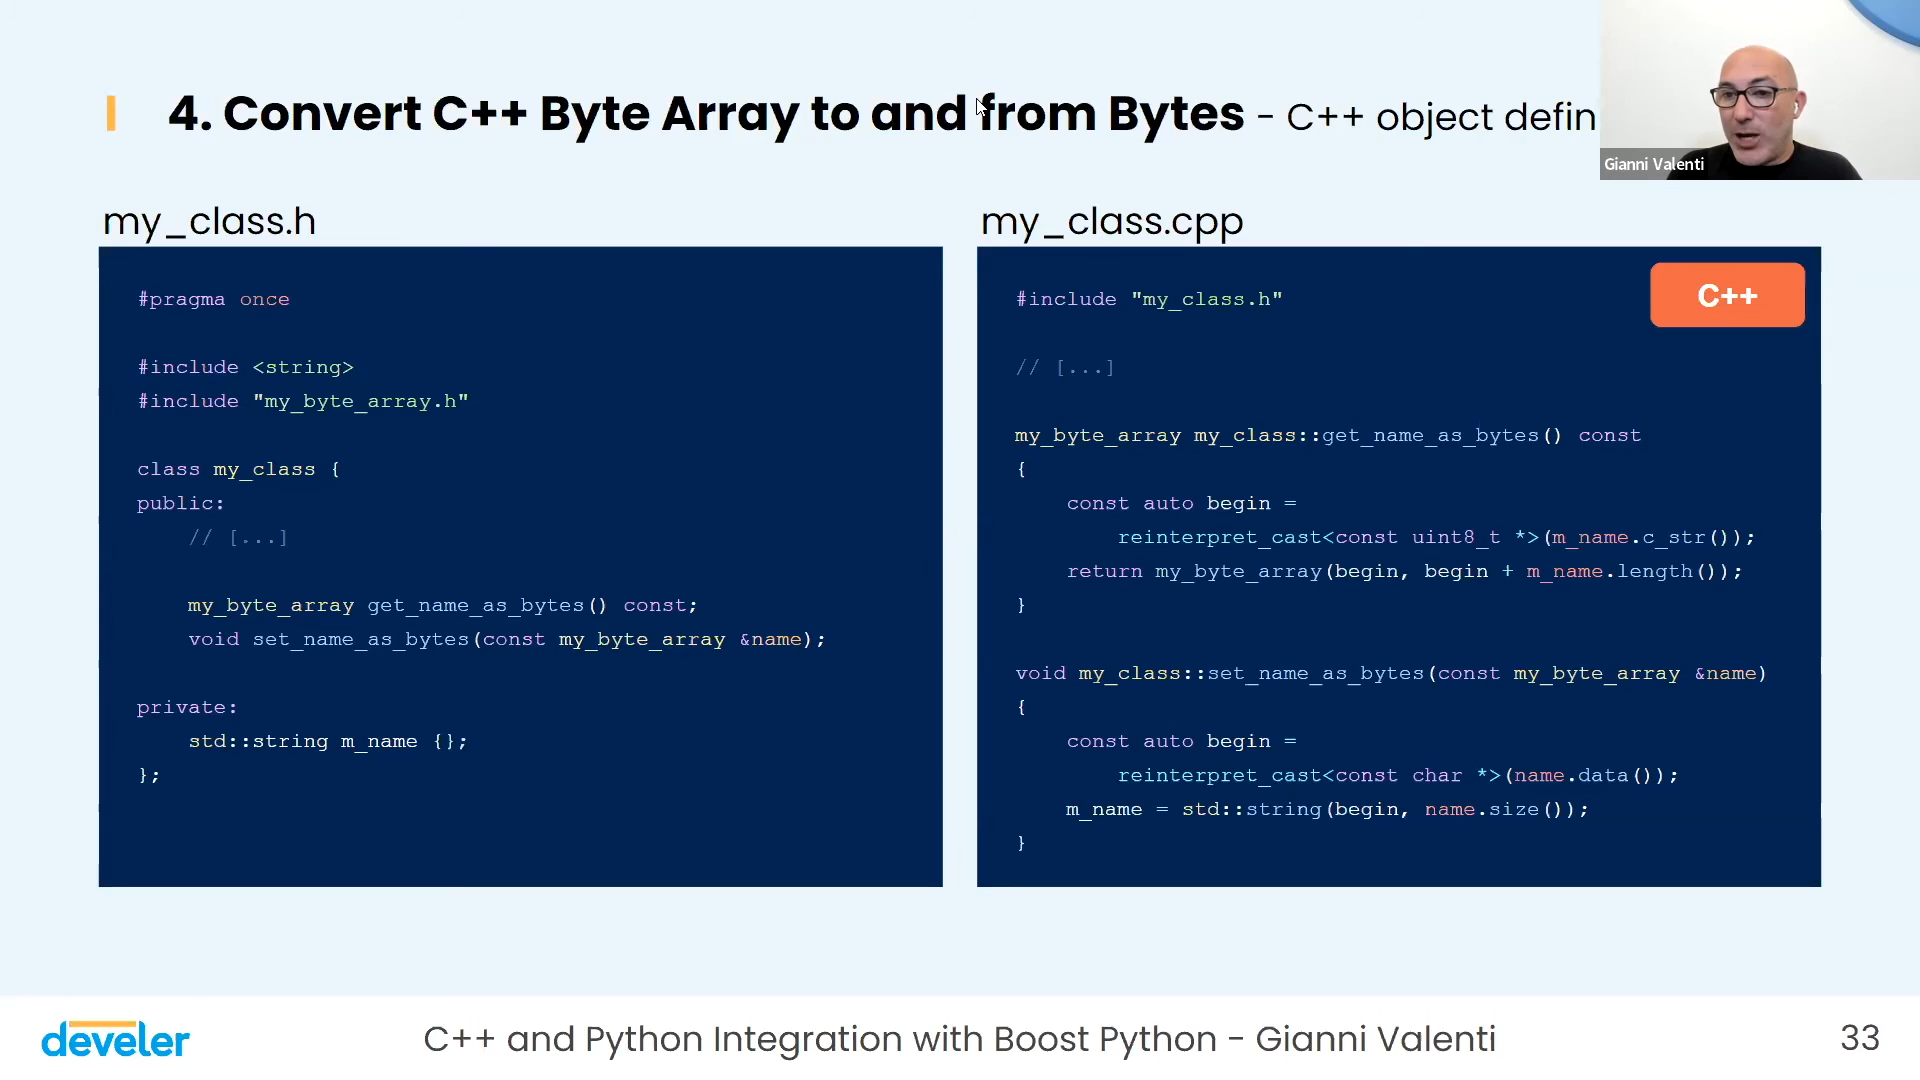 4. Convert C++ Byte Array to and from Bytes - C++ object defin
Gianni Valenti
my_class.h
#pragma once
#include <string>
#include "my_byte_array.h"
class my_class {
public:
// [...]
my_byte_array get_name_as_bytes() const;
void set_name_as_bytes(const my_byte_array &name);
private:
std::string m_name {};
};
my_class.cpp
C++
#include "my_class.h"
// [...]
my_byte_array my_class::get_name_as_bytes() const
{
const auto begin =
reinterpret_cast<const uint8_t *>(m_name.c_str());
return my_byte_array(begin, begin + m_name.length());
}
void my_class::set_name_as_bytes(const my_byte_array &name)
{
const auto begin =
reinterpret_cast<const char *>(name.data());
m_name = std::string(begin, name.size());
}
develer
C++ and Python Integration with Boost Python - Gianni Valenti
33